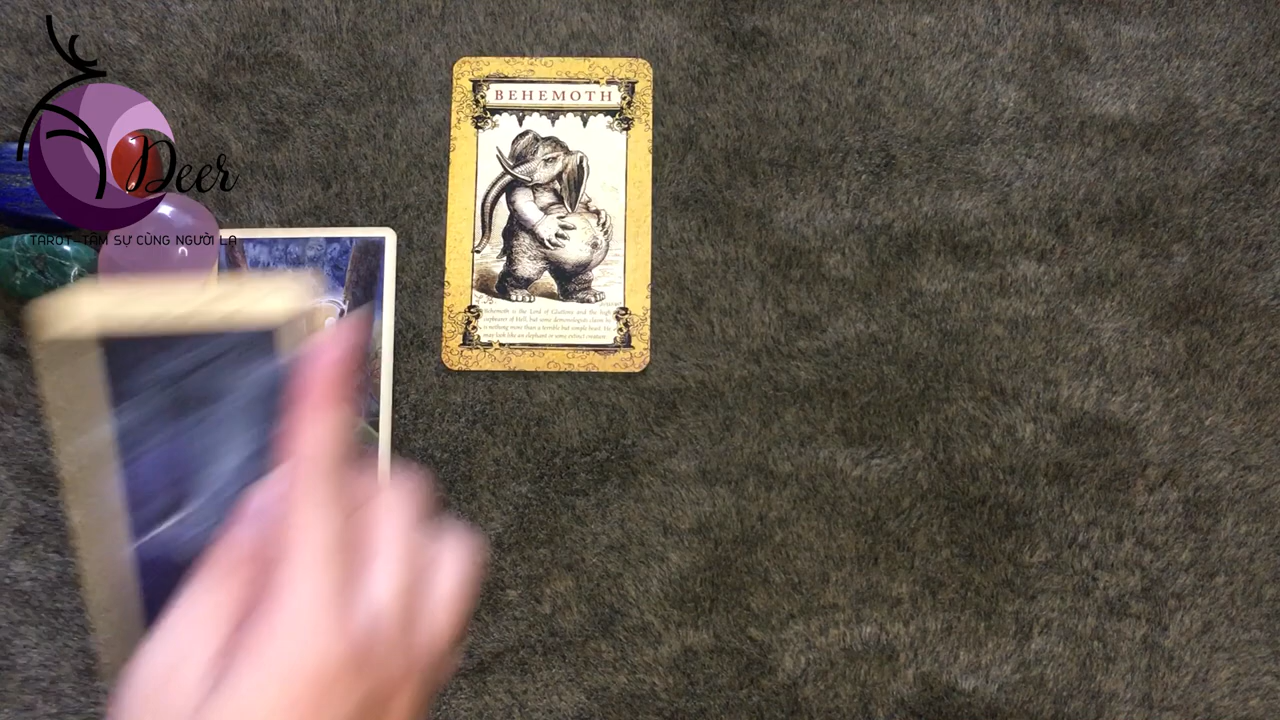 Deer
TAROT-TÂM SỰ CÙNG NGƯỜI LẠ
BEHEMOTH
Behemoth is the Lord of Gluttony and the high
cupbearer of Hell, but some demonologists claim he
is nothing more than a terrible but simple beast. He
may look like an elephant or some extinct creature.